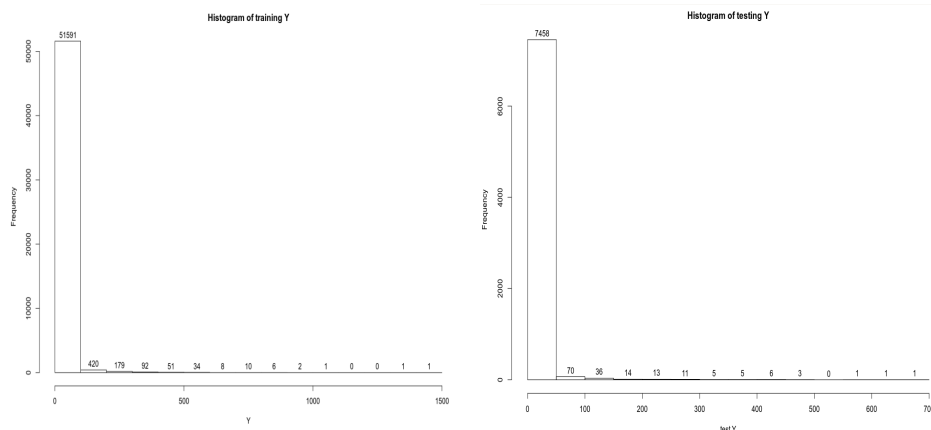 Histogram of training Y
51591
420 179 92 51 34 8 10 6 2 1 0 0 1 1
Frequency
0 10000 20000 30000 40000 50000
0 500 1000 1500
Y
Histogram of testing Y
7458
70 36 14 13 11 5 5 6 3 0 1 1 1
Frequency
0 2000 4000 6000
0 100 200 300 400 500 600
test Y